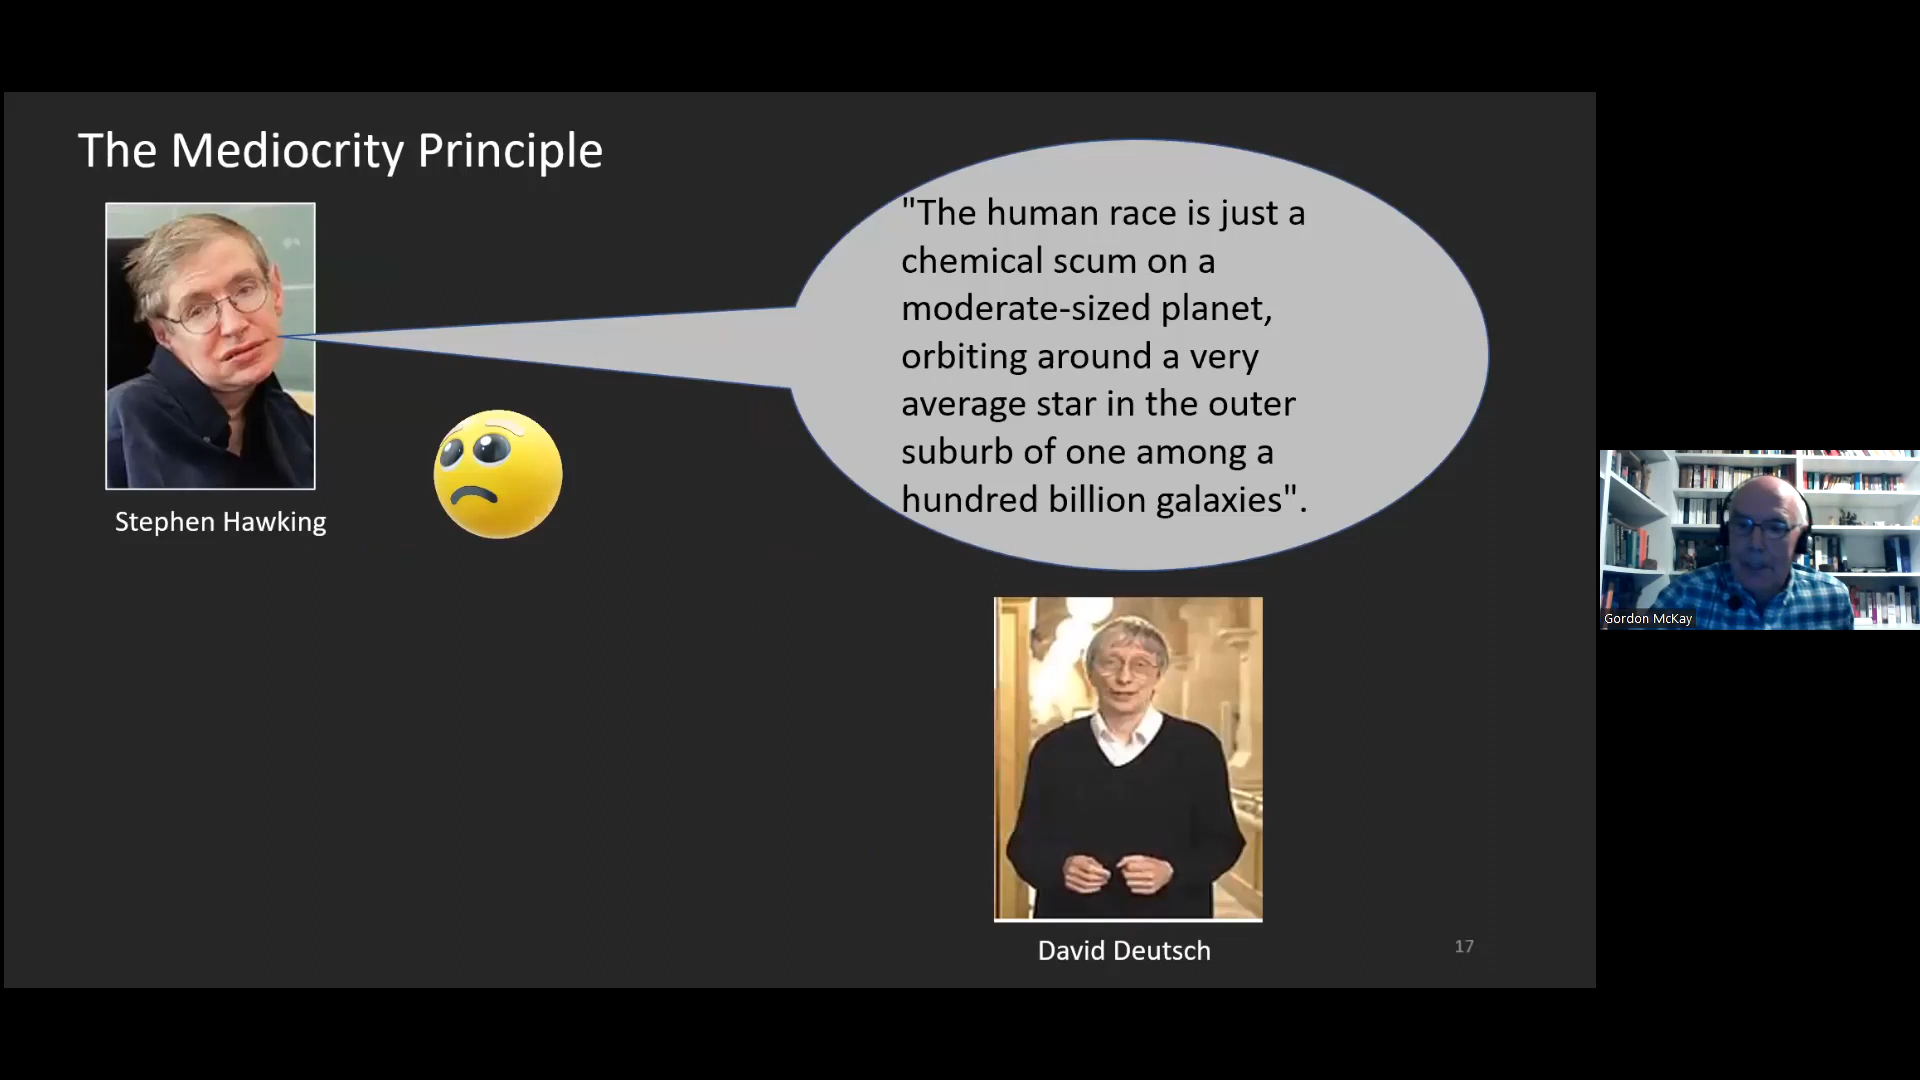 The Mediocrity Principle
"The human race is just a
chemical scum on a
moderate-sized planet,
orbiting around a very
average star in the outer
suburb of one among a
hundred billion galaxies".
Stephen Hawking
Gordon McKay
David Deutsch
17